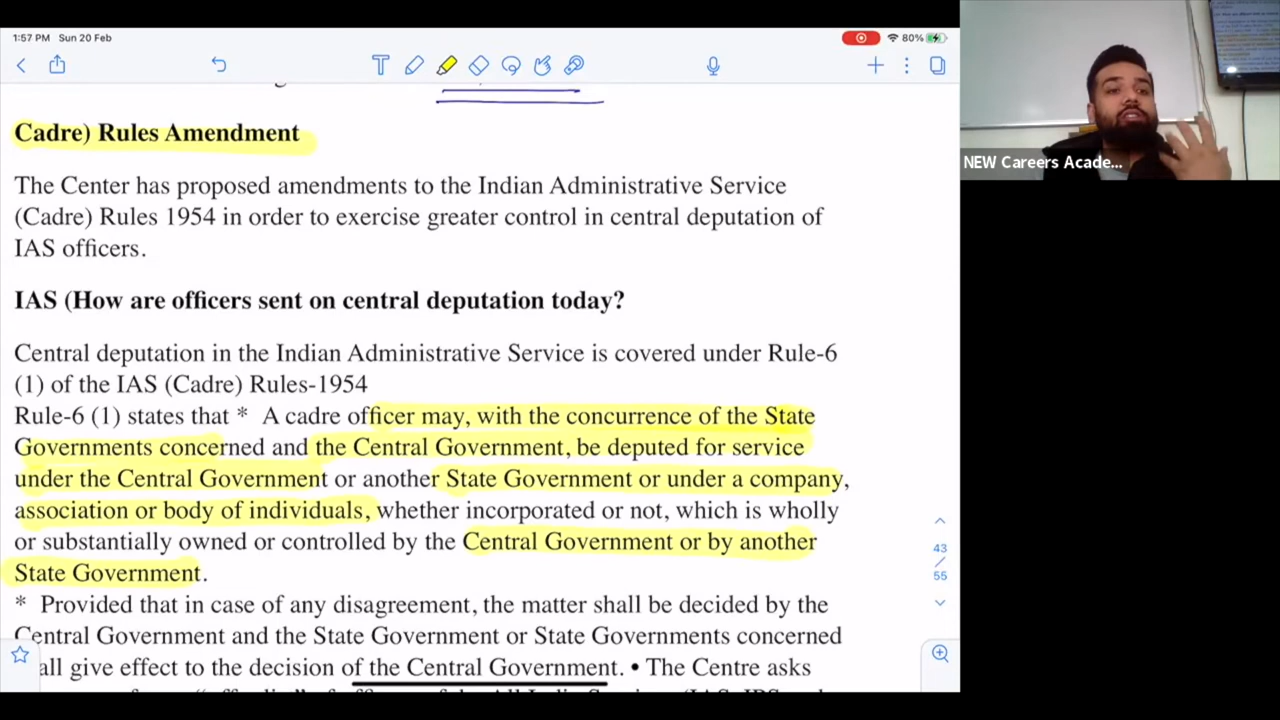 1:57 PM Sun 20 Feb
80%
Cadre) Rules Amendment
The Center has proposed amendments to the Indian Administrative Service
(Cadre) Rules 1954 in order to exercise greater control in central deputation of
IAS officers.
IAS (How are officers sent on central deputation today?
Central deputation in the Indian Administrative Service is covered under Rule-6
(1) of the IAS (Cadre) Rules-1954
Rule-6 (1) states that * A cadre officer may, with the concurrence of the State
Governments concerned and the Central Government, be deputed for service
under the Central Government or another State Government or under a company,
association or body of individuals, whether incorporated or not, which is wholly
or substantially owned or controlled by the Central Government or by another
State Government.
* Provided that in case of any disagreement, the matter shall be decided by the
Central Government and the State Government or State Governments concerned
all give effect to the decision of the Central Government. • The Centre asks
43
/
55
NEW Careers Acade...